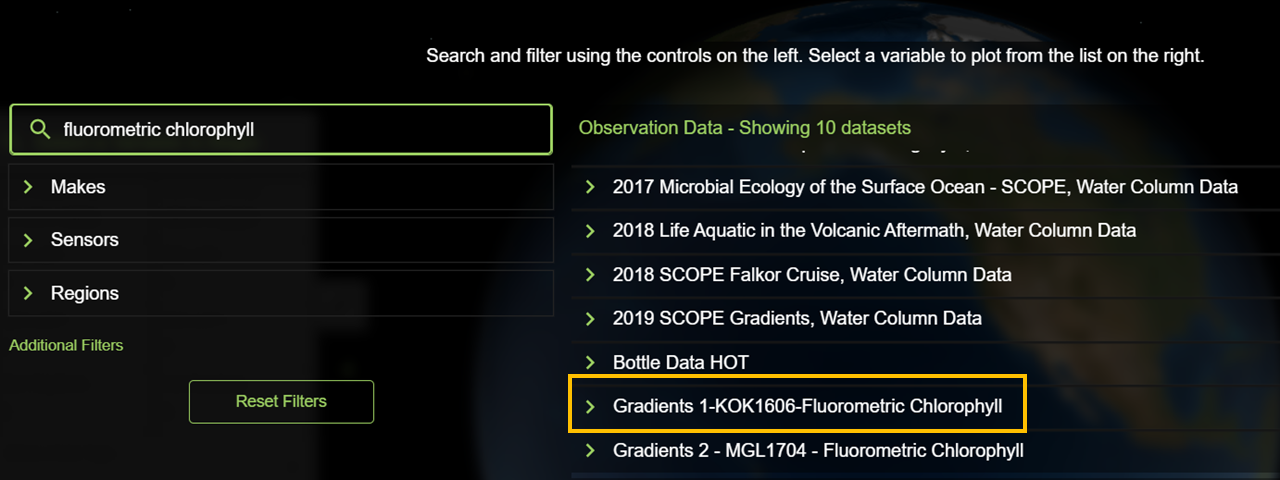 Search and filter using the controls on the left. Select a variable to plot from the list on the right.
fluorometric chlorophyll
Makes
Sensors
Regions
Additional Filters
Reset Filters
Observation Data - Showing 10 datasets
2017 Microbial Ecology of the Surface Ocean - SCOPE, Water Column Data
2018 Life Aquatic in the Volcanic Aftermath, Water Column Data
2018 SCOPE Falkor Cruise, Water Column Data
2019 SCOPE Gradients, Water Column Data
Bottle Data HOT
Gradients 1-KOK1606-Fluorometric Chlorophyll
Gradients 2 - MGL1704 - Fluorometric Chlorophyll